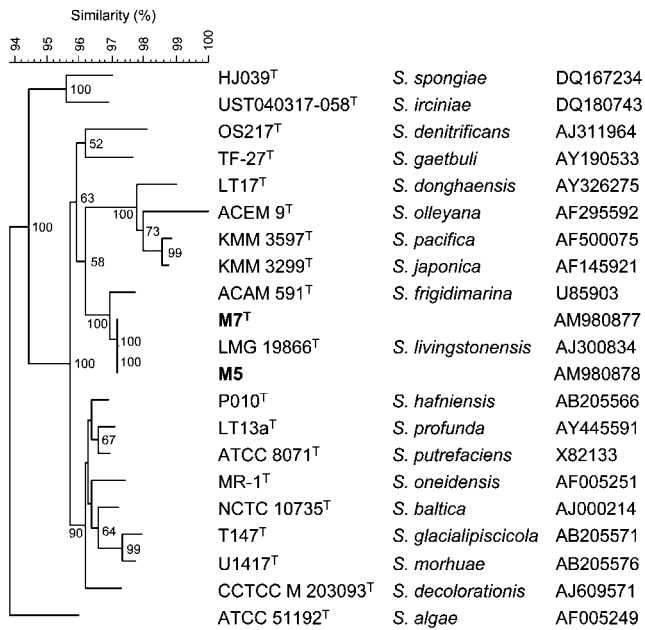 Similarity (%)
94 95 96 97 98 99 100
HJ039ᵀ S. spongiae DQ167234
100
UST040317-058ᵀ S. irciniae DQ180743
OS217ᵀ S. denitrificans AJ311964
52
TF-27ᵀ S. gaetbuli AY190533
LT17ᵀ S. donghaensis AY326275
63
100 ACEM 9ᵀ S. olleyana AF295592
100 73 KMM 3597ᵀ S. pacifica AF500075
99
58 KMM 3299ᵀ S. japonica AF145921
ACAM 591ᵀ S. frigidimarina U85903
100 M7ᵀ AM980877
100 LMG 19866ᵀ S. livingstonensis AJ300834
100 100
M5 AM980878
P010ᵀ S. hafniensis AB205566
LT13aᵀ S. profunda AY445591
67
ATCC 8071ᵀ S. putrefaciens X82133
MR-1ᵀ S. oneidensis AF005251
NCTC 10735ᵀ S. baltica AJ000214
90 64 T147ᵀ S. glacialipiscicola AB205571
99
U1417ᵀ S. morhuae AB205576
CCTCC M 203093ᵀ S. decolorationis AJ609571
ATCC 51192ᵀ S. algae AF005249